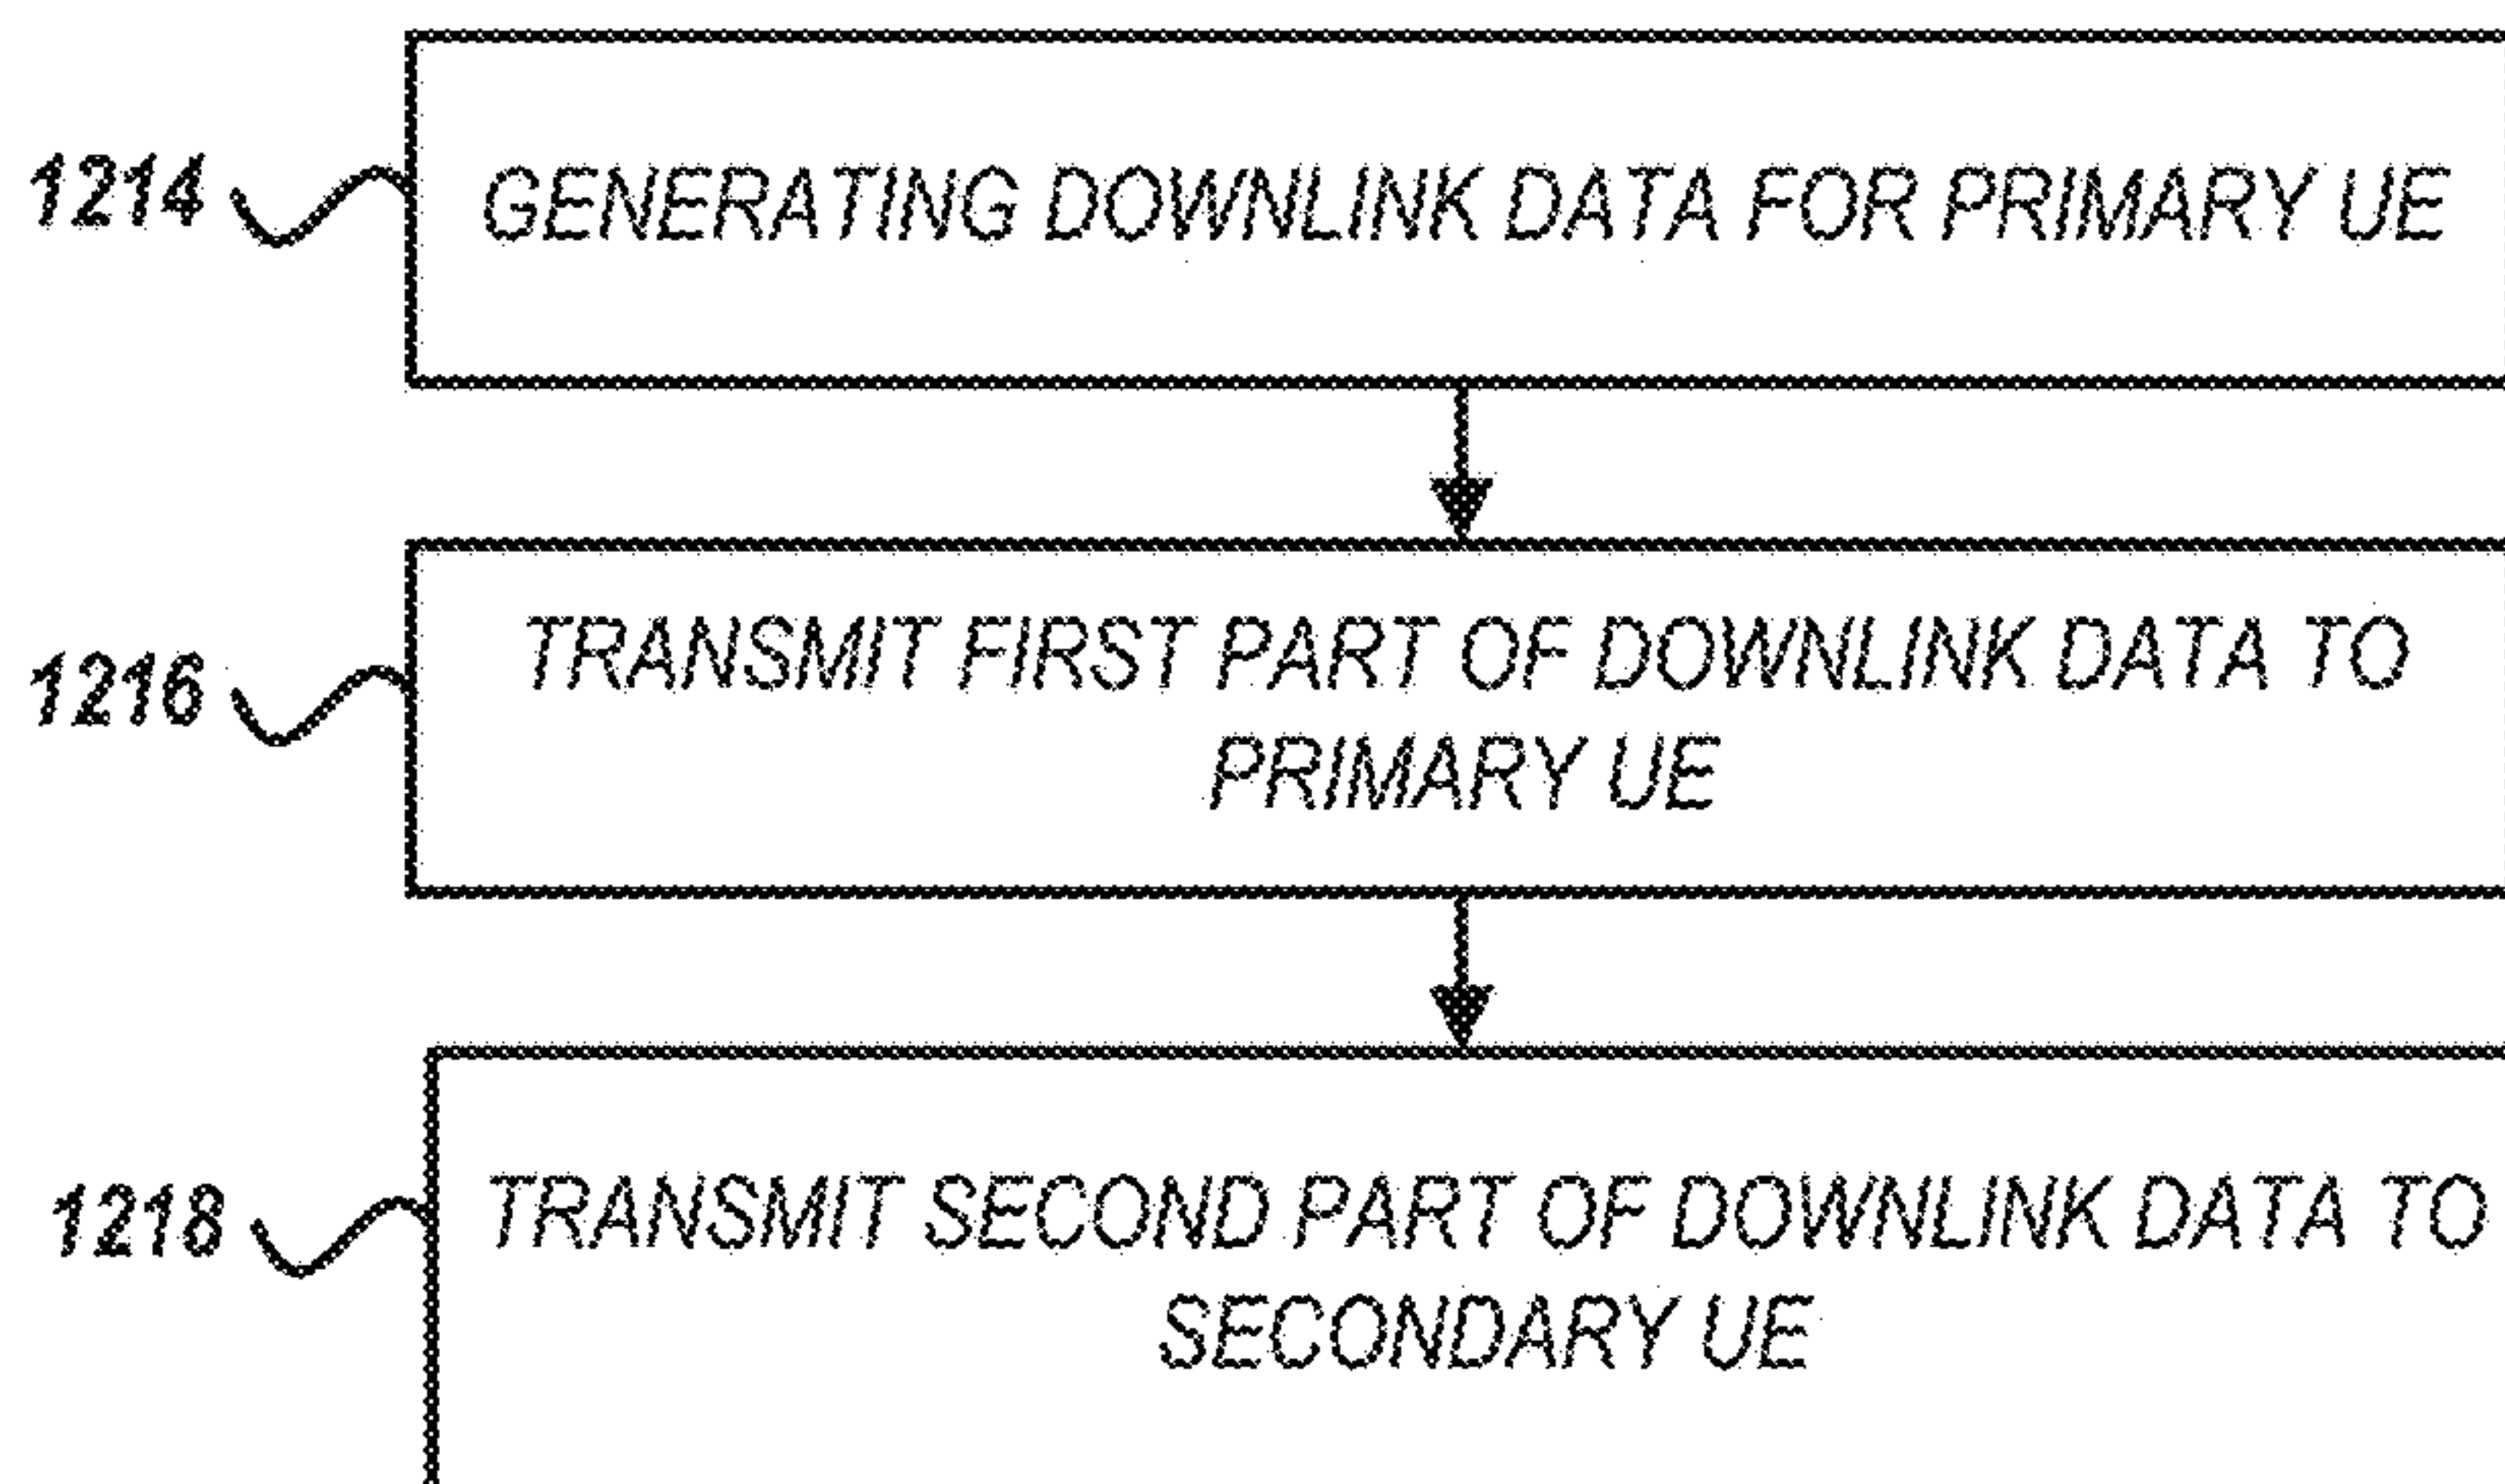 1214
GENERATING DOWNLINK DATA FOR PRIMARY UE
1216
TRANSMIT FIRST PART OF DOWNLINK DATA TO
PRIMARY UE
1218
TRANSMIT SECOND PART OF DOWNLINK DATA TO
SECONDARY UE